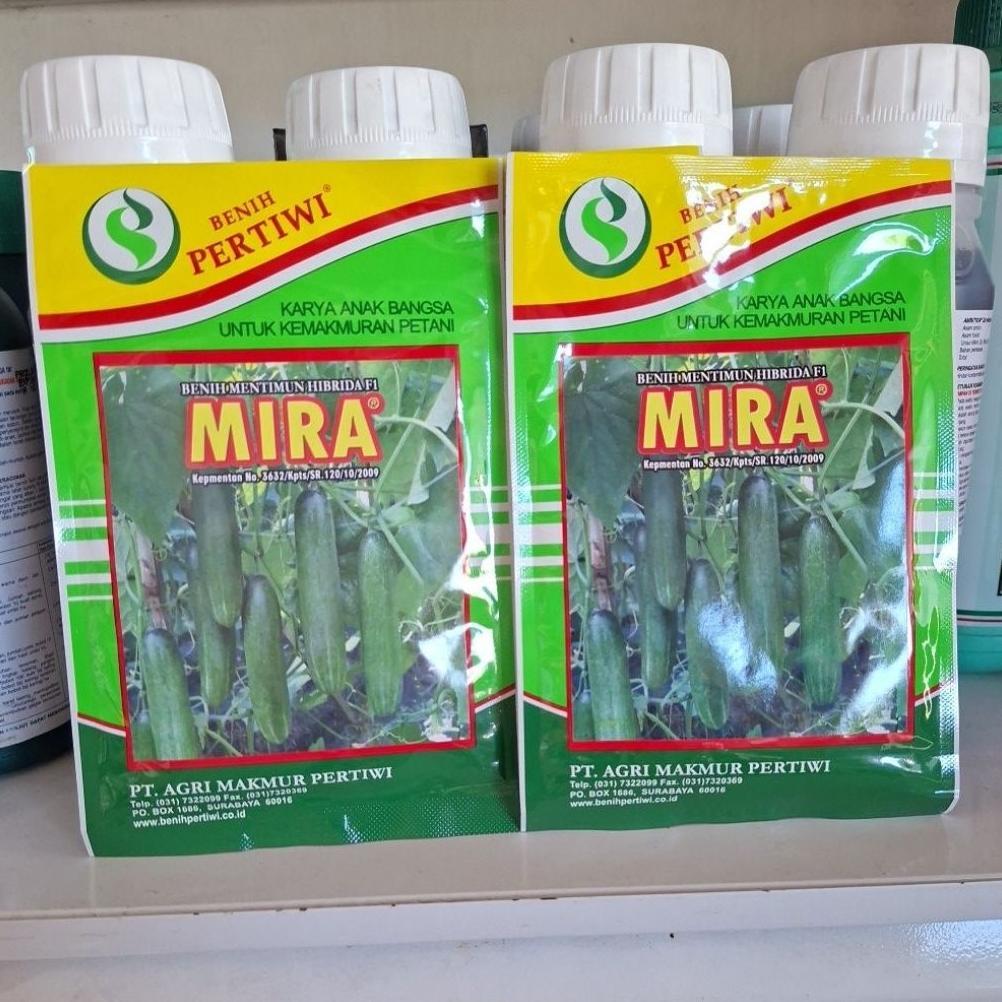 BENIH
PERTIWI®
KARYA ANAK BANGSA
UNTUK KEMAKMURAN PETANI
BENIH MENTIMUN HIBRIDA F1
MIRA®
Kepmentan No. 3632/Kpts/SR.120/10/2009
PT. AGRI MAKMUR PERTIWI
Telp. (031) 7322099 Fax. (031)7320369
PO. BOX 1686, SURABAYA 60016
www.benihpertiwi.co.id
BENIH
PERTIWI
KARYA ANAK BANGSA
UNTUK KEMAKMURAN PETANI
BENIH MENTIMUN HIBRIDA F1
MIRA®
Kepmentan No. 3632/Kpts/SR.120/10/2009
PT. AGRI MAKMUR PERTIWI
Telp. (031) 7322099 Fax. (031)7320369
PO. BOX 1686, SURABAYA 60016
www.benihpertiwi.co.id